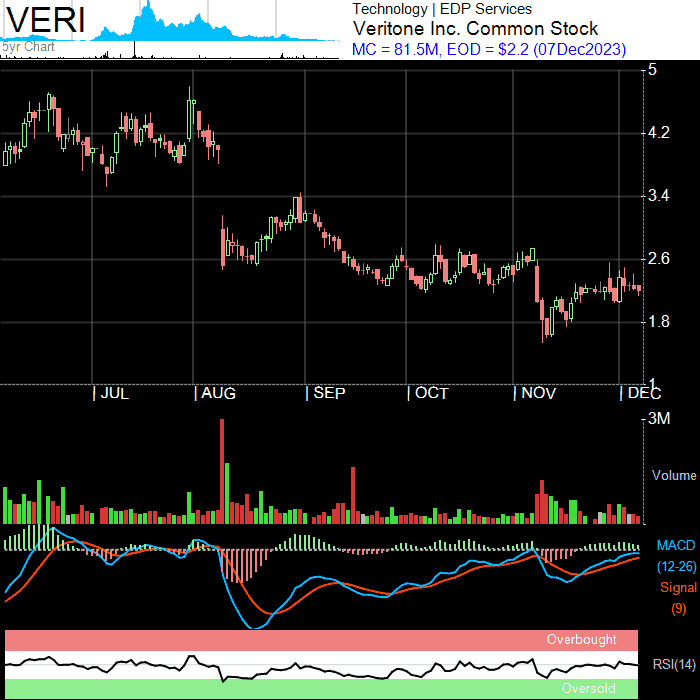 VERI
5yr Chart
Technology | EDP Services
Veritone Inc. Common Stock
MC = 81.5M, EOD = $2.2 (07Dec2023)
5
4.2
3.4
2.6
1.8
1
JUL AUG SEP OCT NOV DEC
3M
Volume
MACD
(12-26)
Signal
(9)
Overbought
RSI(14)
Oversold